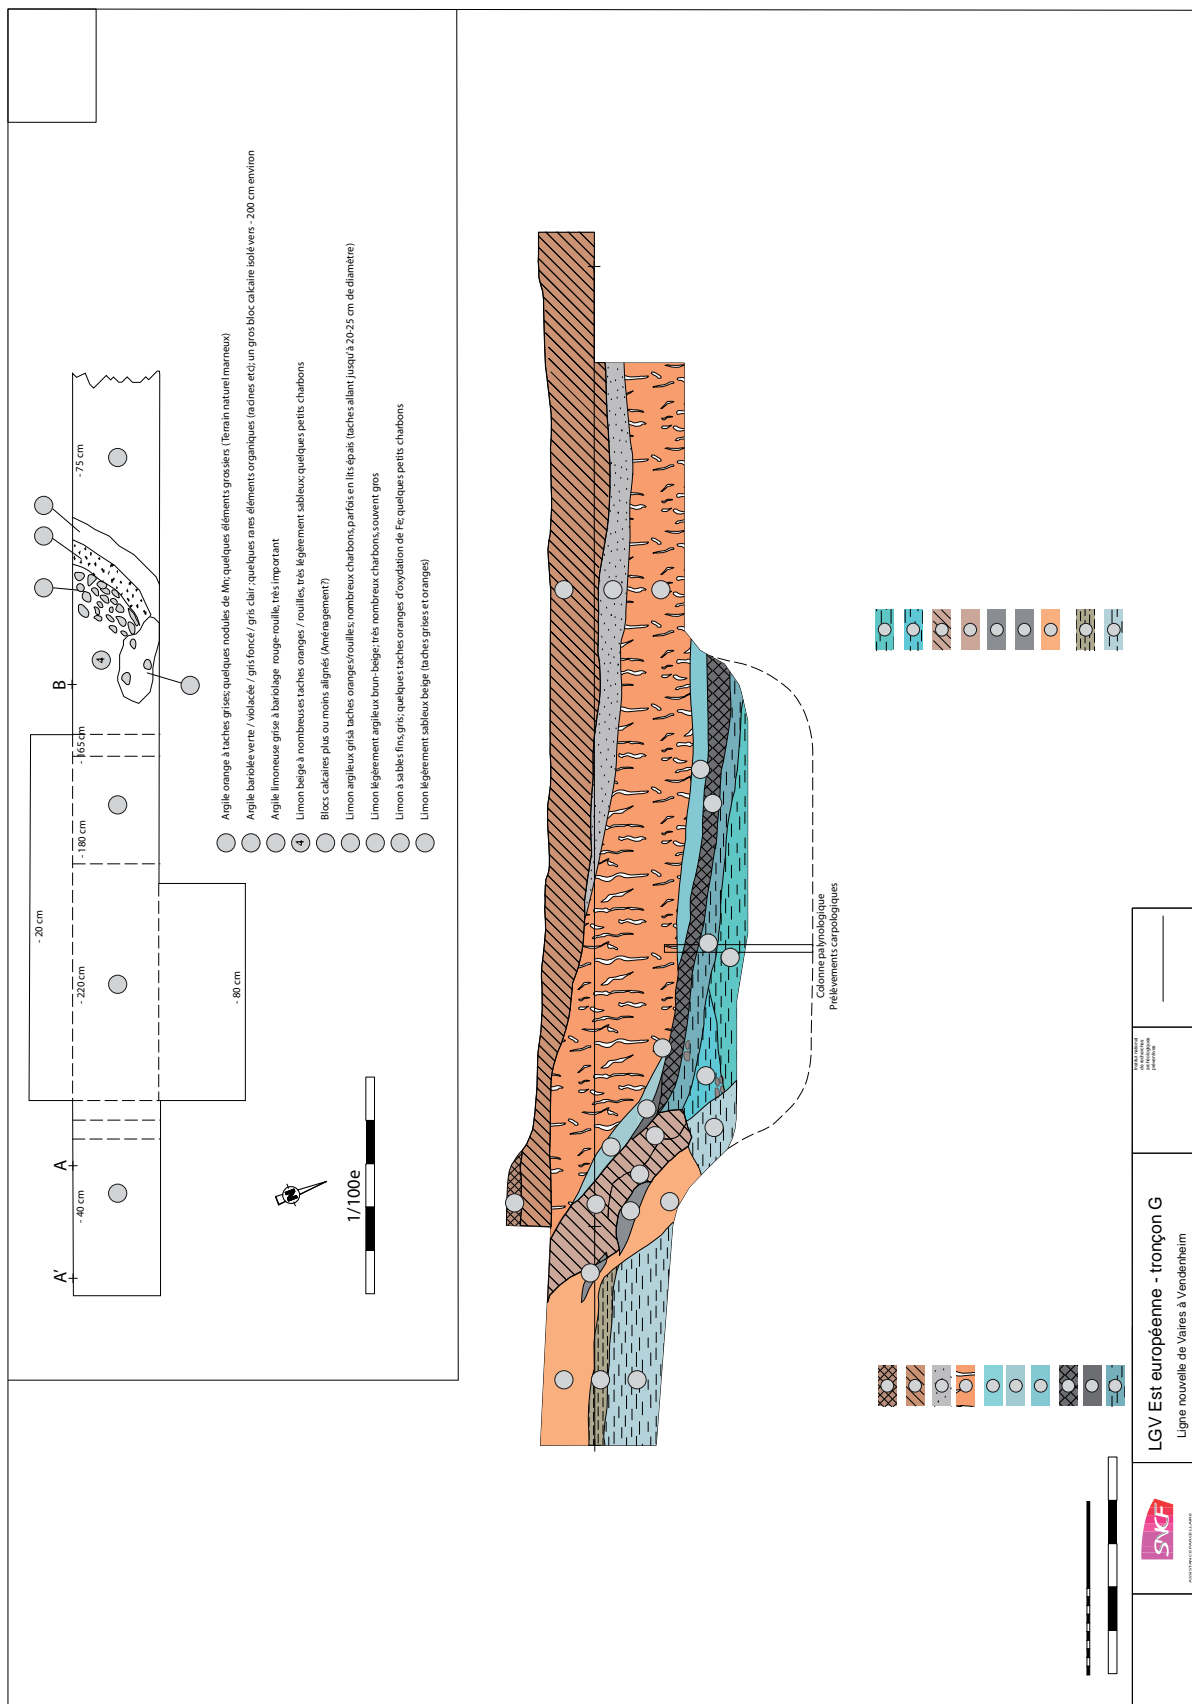 A'
A
B
- 40 cm
- 220 cm
- 180 cm
- 165 cm
- 75 cm
- 20 cm
- 80 cm
4
N
1/100e
Argile orange à taches grises; quelques nodules de Mn; quelques éléments grossiers (Terrain naturel marneux)
Argile bariolée verte / violacée / gris foncé / gris clair ; quelques rares éléments organiques (racines etc); un gros bloc calcaire isolé vers - 200 cm environ
Argile limoneuse grise à bariolage rouge-rouille, très important
4 Limon beige à nombreuses taches oranges / rouilles, très légèrement sableux; quelques petits charbons
Blocs calcaires plus ou moins alignés (Aménagement?)
Limon argileux gris à taches oranges/rouilles; nombreux charbons, parfois en lits épais (taches allant jusqu'à 20-25 cm de diamètre)
Limon légèrement argileux brun-beige; très nombreux charbons, souvent gros
Limon à sables fins, gris; quelques taches oranges d'oxydation de Fe; quelques petits charbons
Limon légèrement sableux beige (taches grises et oranges)
Colonne palynologique
Prélèvements carpologiques
SNCF
LGV Est européenne - tronçon G
Ligne nouvelle de Vaires à Vendenheim
Institut national
de recherches
archéologiques
préventives